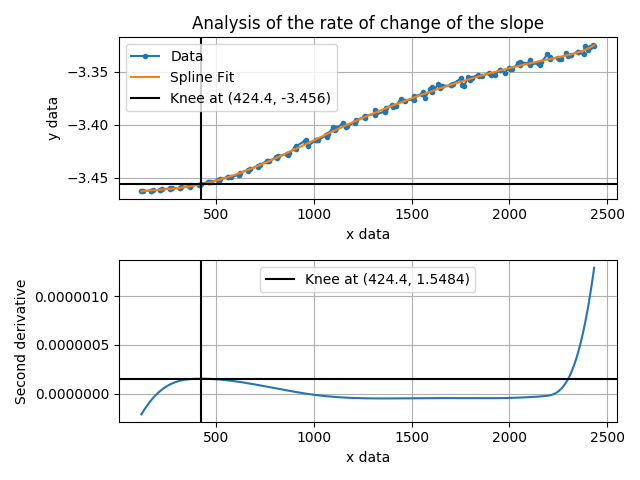 Analysis of the rate of change of the slope
Data
Spline Fit
Knee at (424.4, -3.456)
y data
−3.35
−3.40
−3.45
500 1000 1500 2000 2500
x data
Knee at (424.4, 1.5484)
Second derivative
0.0000010
0.0000005
0.0000000
500 1000 1500 2000 2500
x data